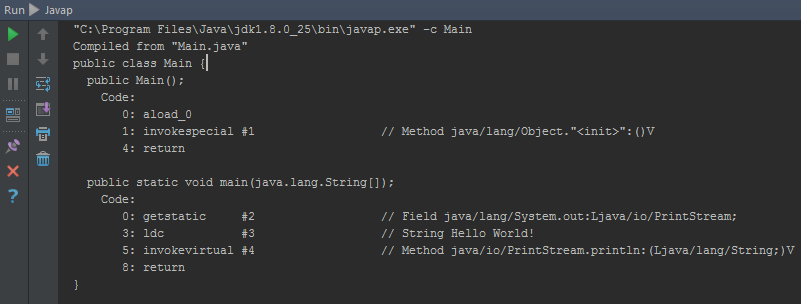 Run Javap
"C:\Program Files\Java\jdk1.8.0_25\bin\javap.exe" -c Main
Compiled from "Main.java"
public class Main {
  public Main();
    Code:
       0: aload_0
       1: invokespecial #1                  // Method java/lang/Object."<init>":()V
       4: return

  public static void main(java.lang.String[]);
    Code:
       0: getstatic     #2                  // Field java/lang/System.out:Ljava/io/PrintStream;
       3: ldc           #3                  // String Hello World!
       5: invokevirtual #4                  // Method java/io/PrintStream.println:(Ljava/lang/String;)V
       8: return
}